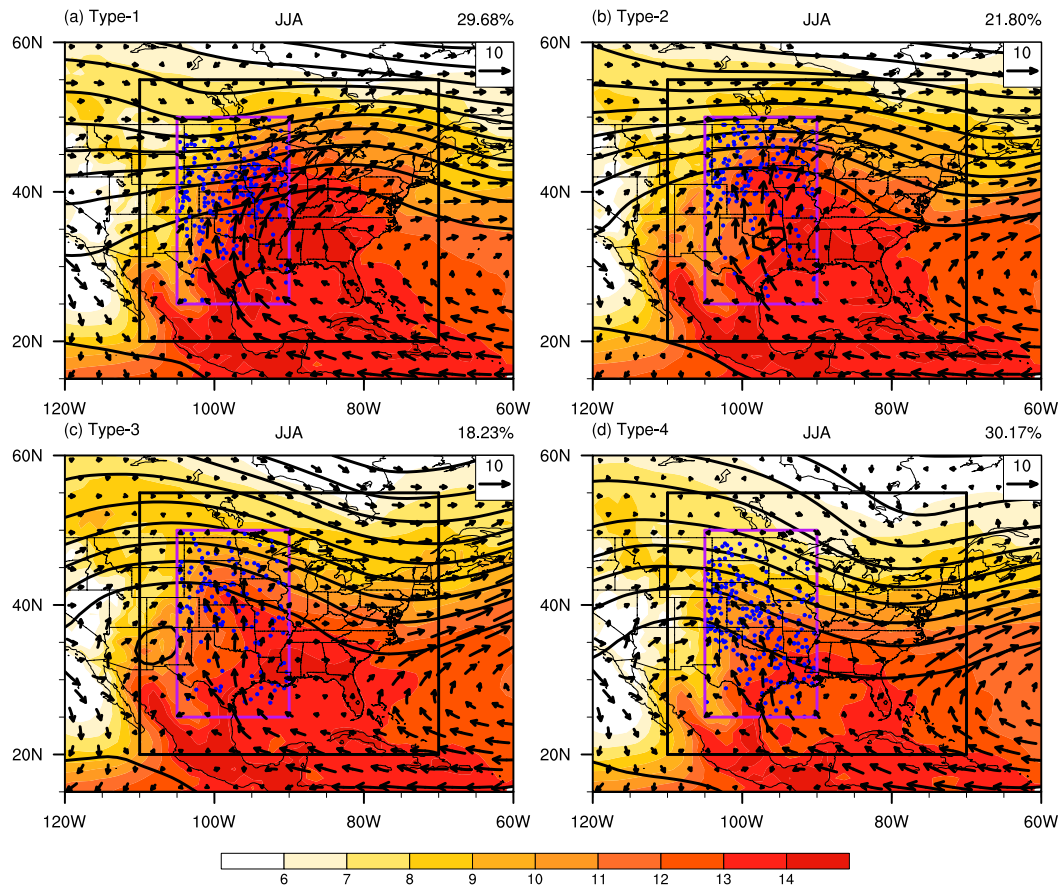 (a) Type-1 JJA 29.68%
(b) Type-2 JJA 21.80%
60N 10 60N 10
40N 40N
20N 20N
120W 100W 80W 60W 120W 100W 80W 60W
(c) Type-3 JJA 18.23%
(d) Type-4 JJA 30.17%
60N 10 60N 10
40N 40N
20N 20N
120W 100W 80W 60W 120W 100W 80W 60W
6 7 8 9 10 11 12 13 14